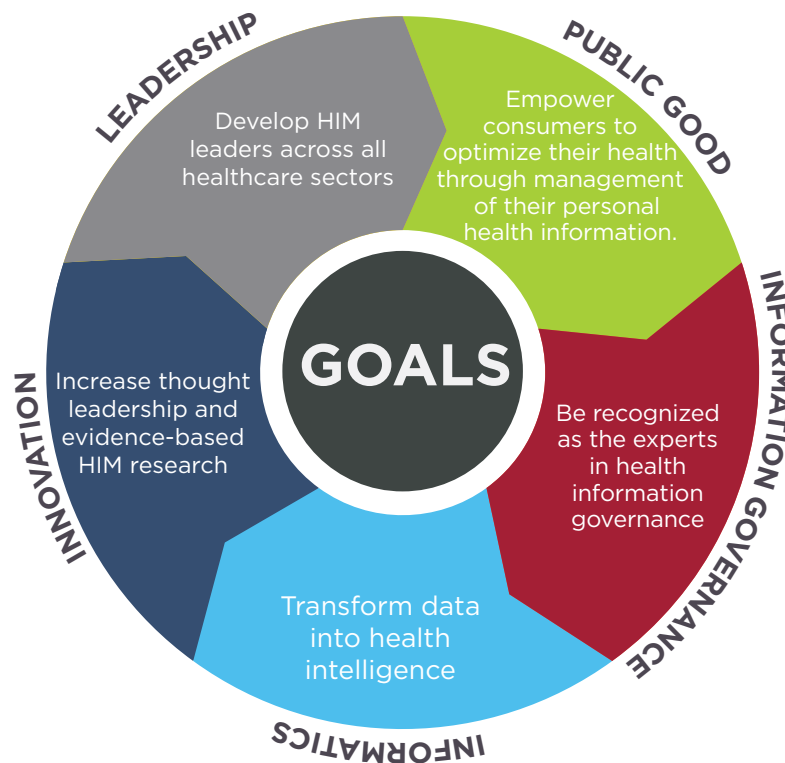 LEADERSHIP
Develop HIM
leaders across all
healthcare sectors
PUBLIC GOOD
Empower
consumers to
optimize their health
through management
of their personal
health information.
INFORMATION GOVERNANCE
Be recognized
as the experts
in health
information
governance
INFORMATICS
Transform data
into health
intelligence
INNOVATION
Increase thought
leadership and
evidence-based
HIM research
GOALS